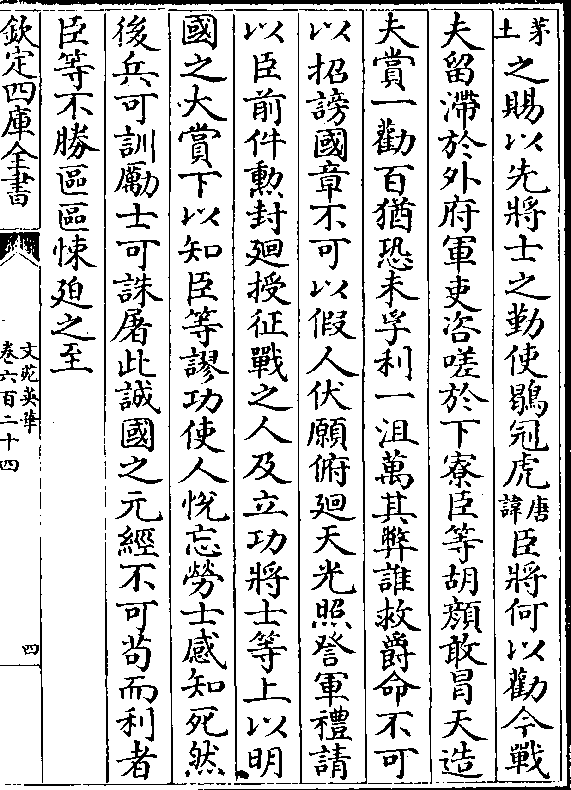 茅土之賜以先將士之勤使鶡冠虎唐諱臣將何以勸今戰
夫留滯於外府軍吏咨嗟於下寮臣等胡顔敢冒天造
夫賞一勸百猶恐未孚利一沮萬其弊誰救爵命不可
以招謗國章不可以假人伏願俯廻天光照誉軍禮請
以臣前件勲封廻授征戰之人及立功將士等上以明
國之大賞下以知臣等謬功使人悅忘勞士感知死然
後兵可訓勵士可誅屠此誠國之元經不可茍而利者
臣等不勝區區悚廹之至
欽定四庫全書
文苑英華
卷六百二十四
四